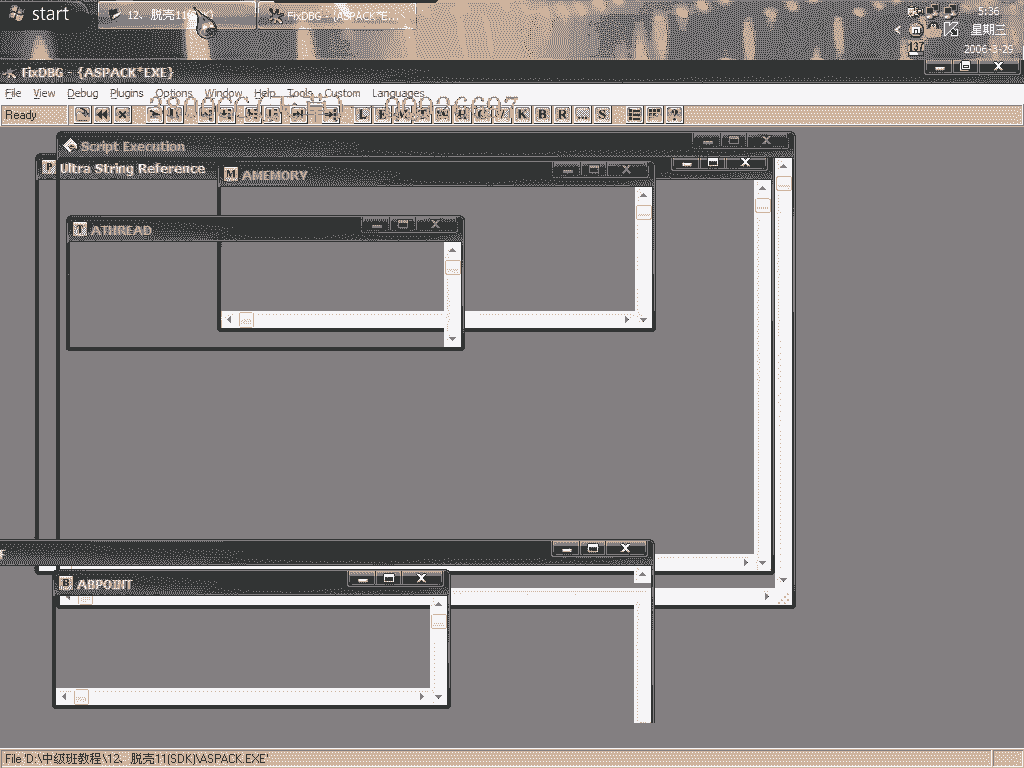 start
12、脱壳11
FixDBG - {ASPACK*E...
5:36
星期三
2006-3-29
FixDBG - {ASPACK*EXE}
File View Debug Plugins Options Window Help Tools Custom Languages
Ready
L E M T W H C / K B R ... S
?
Script Execution
P Ultra String Reference
M AMEMORY
T ATHREAD
B ABPOINT
File 'D:\中级班教程\12、脱壳11(SDK)\ASPACK.EXE'